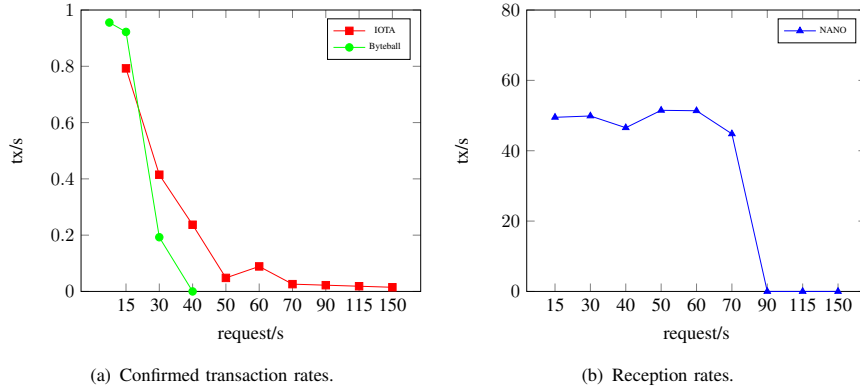 1
0.8
0.6
0.4
0.2
0
tx/s
15 30 40 50 60 70 90 115 150
request/s
IOTA
Byteball
(a) Confirmed transaction rates.
80
60
40
20
0
tx/s
15 30 40 50 60 70 90 115 150
request/s
NANO
(b) Reception rates.